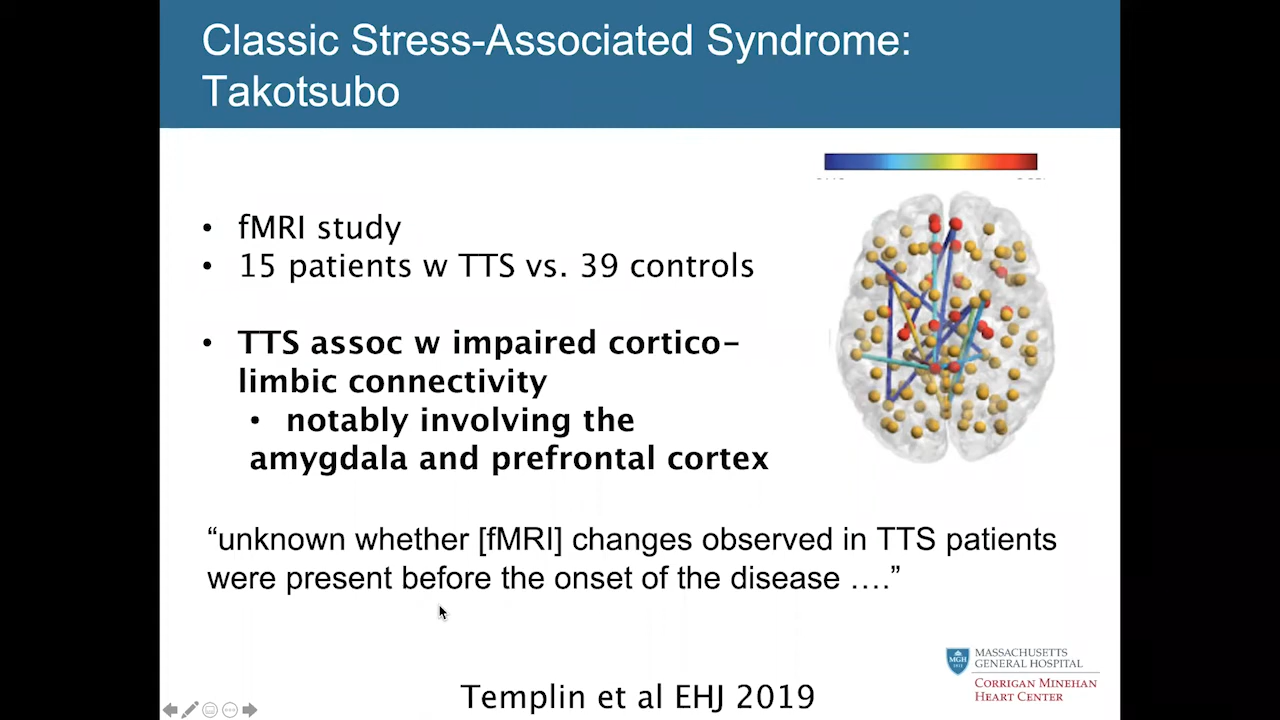 Classic Stress-Associated Syndrome:
Takotsubo
• fMRI study
• 15 patients w TTS vs. 39 controls
• TTS assoc w impaired cortico-
limbic connectivity
• notably involving the
amygdala and prefrontal cortex
“unknown whether [fMRI] changes observed in TTS patients
were present before the onset of the disease ….”
MGH
1811
MASSACHUSETTS
GENERAL HOSPITAL
CORRIGAN MINEHAN
HEART CENTER
Templin et al EHJ 2019